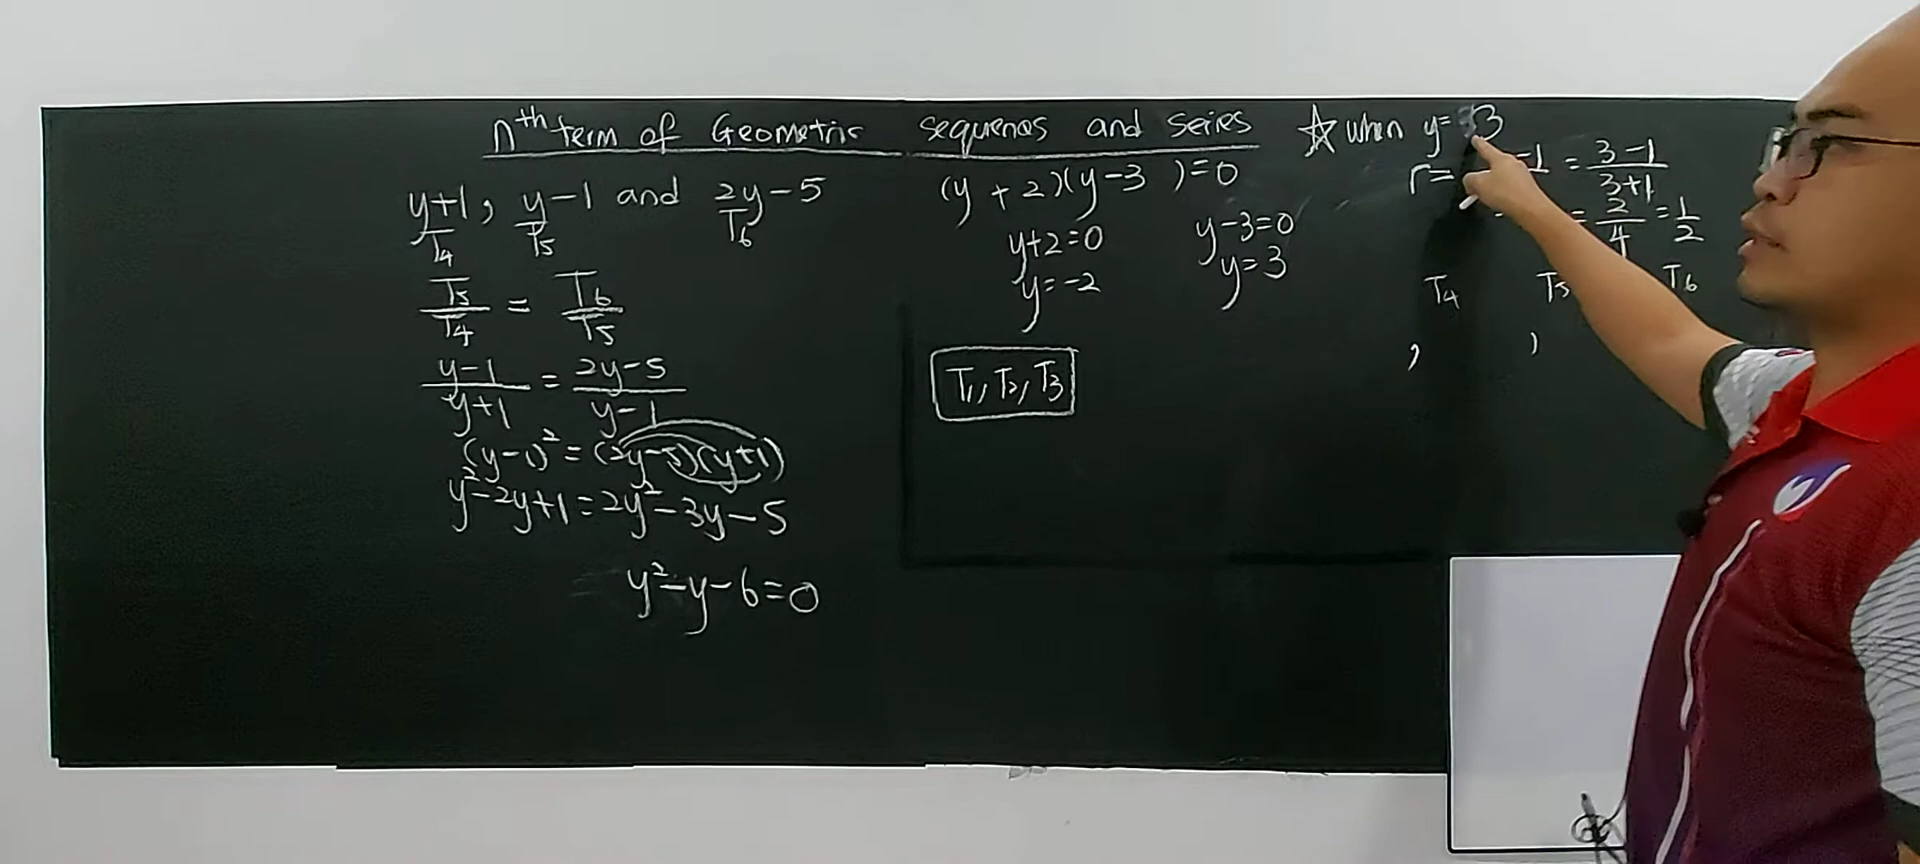 nth term of Geometric sequences and Series
y+1, y-1 and 2y-5
T4 T5 T6
T5/T4 = T6/T5
y-1/y+1 = 2y-5/y-1
(y-1)² = (2y-5)(y+1)
y²-2y+1 = 2y²-3y-5
y²-y-6=0
(y+2)(y-3)=0
y+2=0
y=-2
y-3=0
y=3
T1, T2, T3
☆ when y=3
r= -1 = 3-1/3+1
= 2/4 = 1/2
T4 T5 T6
, ,